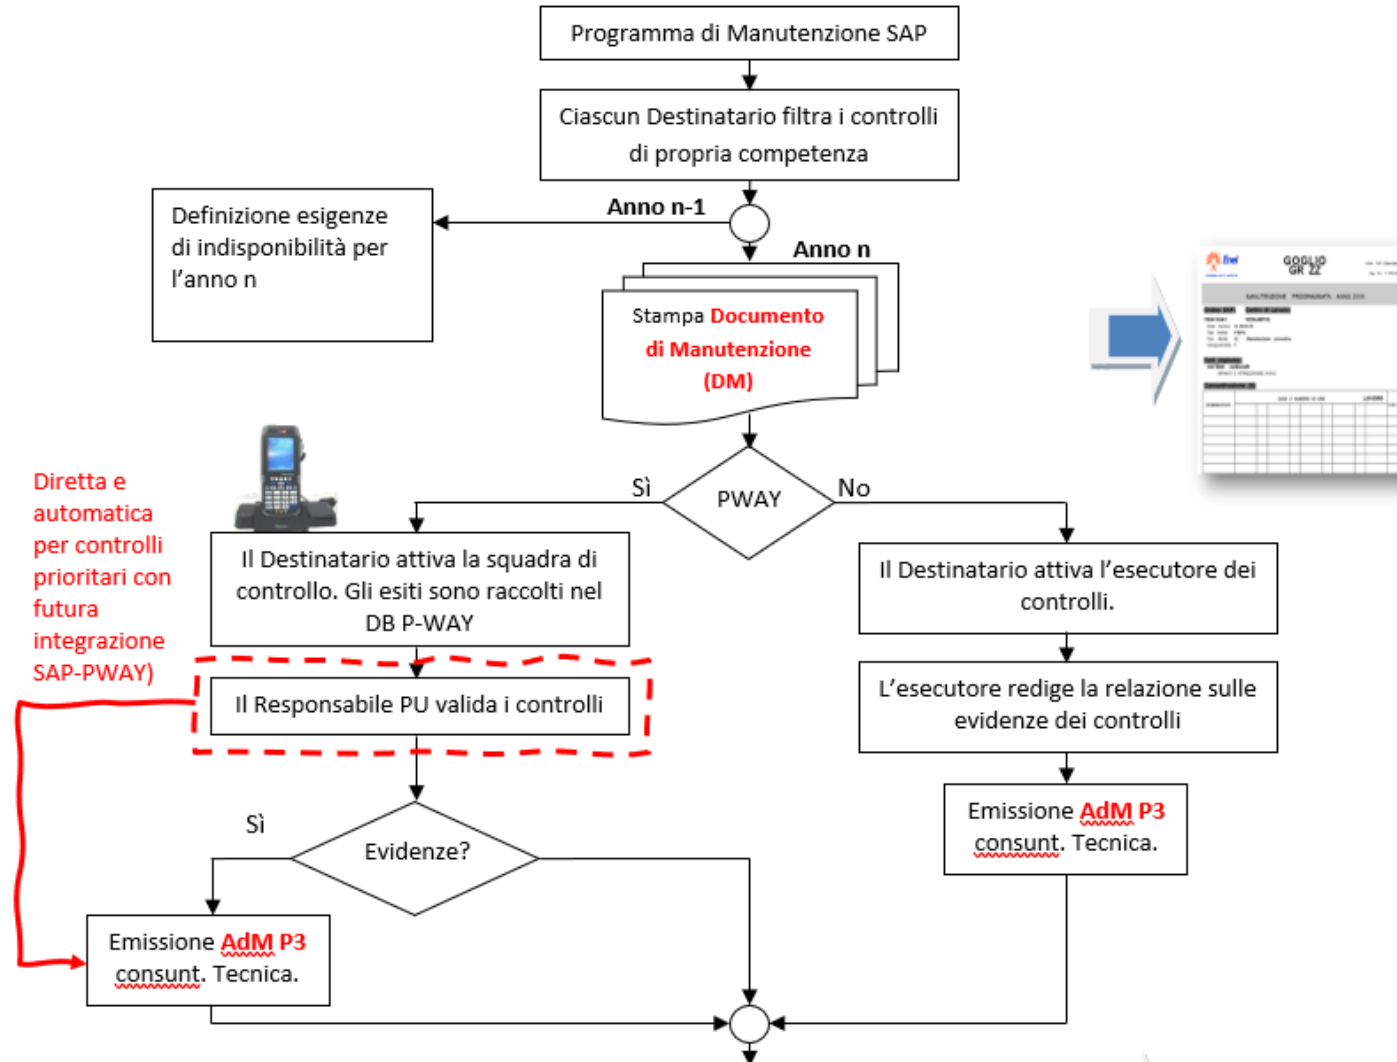 Programma di Manutenzione SAP
Ciascun Destinatario filtra i controlli
di propria competenza
Anno n-1
Definizione esigenze
di indisponibilità per
l'anno n
Anno n
Stampa Documento
di Manutenzione
(DM)
Enel
GOGLIO
GR ZZ
PWAY
Sì
No
Diretta e
automatica
per controlli
prioritari con
futura
integrazione
SAP-PWAY)
Il Destinatario attiva la squadra di
controllo. Gli esiti sono raccolti nel
DB P-WAY
Il Destinatario attiva l'esecutore dei
controlli.
Il Responsabile PU valida i controlli
L'esecutore redige la relazione sulle
evidenze dei controlli
Emissione AdM P3
consunt. Tecnica.
Sì
Evidenze?
Emissione AdM P3
consunt. Tecnica.